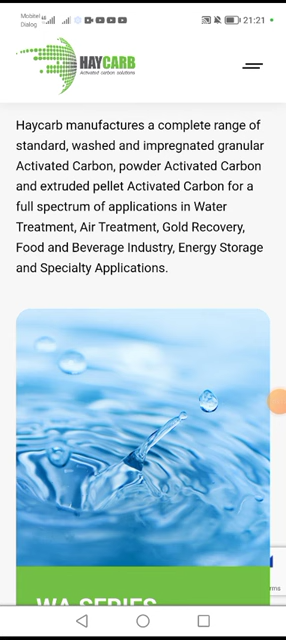 Mobitel
Dialog
21:21
HAYCARB
Activated carbon solutions
Haycarb manufactures a complete range of
standard, washed and impregnated granular
Activated Carbon, powder Activated Carbon
and extruded pellet Activated Carbon for a
full spectrum of applications in Water
Treatment, Air Treatment, Gold Recovery,
Food and Beverage Industry, Energy Storage
and Specialty Applications.
WA SERIES